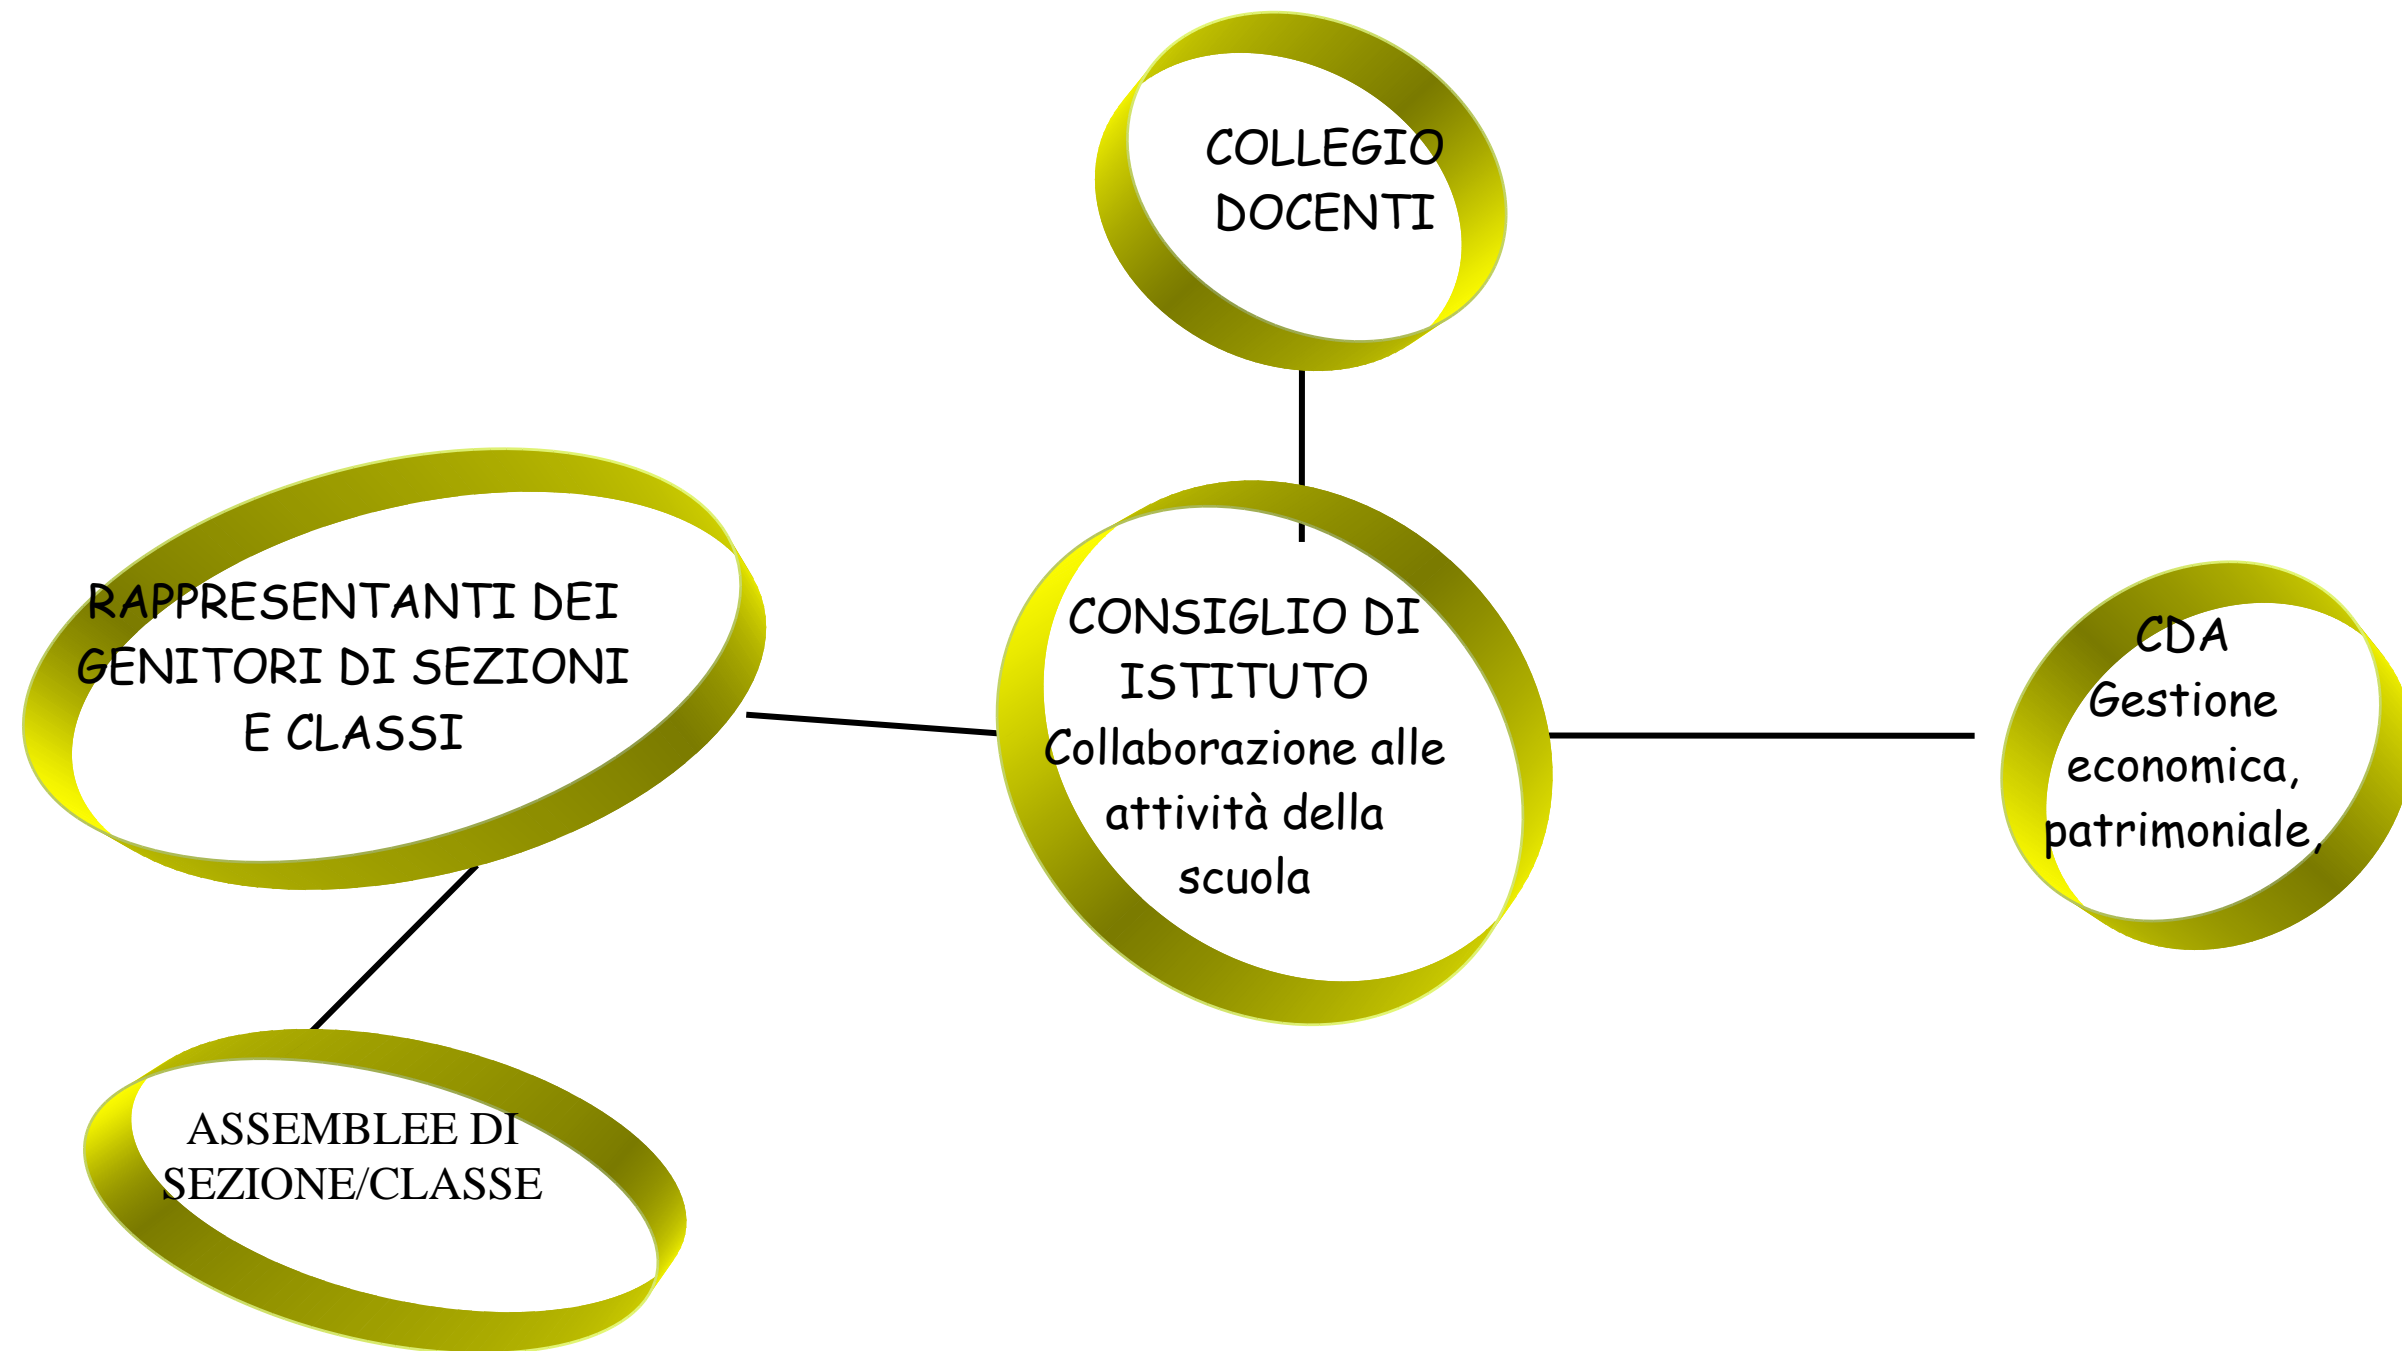 COLLEGIO
DOCENTI
RAPPRESENTANTI DEI
GENITORI DI SEZIONI
E CLASSI
CONSIGLIO DI
ISTITUTO
Collaborazione alle
attività della
scuola
CDA
Gestione
economica,
patrimoniale,
ASSEMBLEE DI
SEZIONE/CLASSE